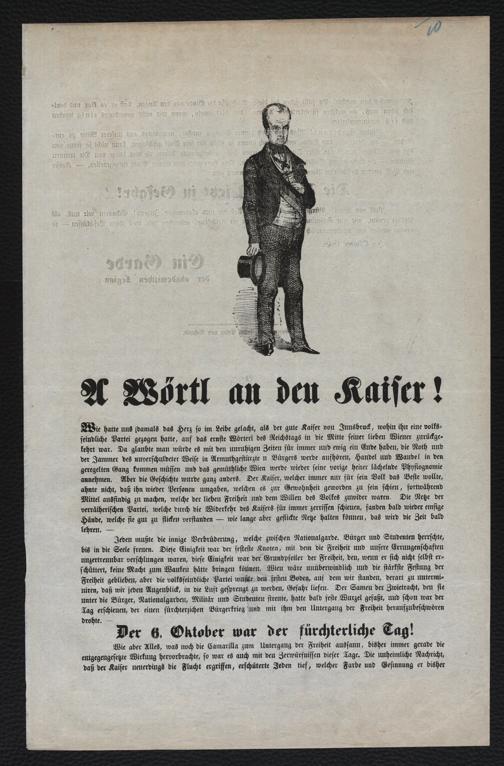 10
A Wörtl an den Kaiser!
Wie hatte uns damals das Herz so im Leibe gelacht, als der gute Kaiser von Innsbruck, wohin ihn eine volks-
feindliche Partei gezogen hatte, auf das ernste Wörterl des Reichstags in die Mitte seiner lieben Wiener zurückge-
kehrt war. Da glaubte man würde es mit den unruhigen Zeiten für immer und ewig ein Ende haben, die Noth und
der Jammer des unverschuldeter Weise in Armuth gestürzten Bürgers werde aufhören, Handel und Wandel in den
geregelten Gang kommen müssen und das gemüthliche Wien werde wieder seine vorige heiter lächelnde Physiognomie
annehmen. Aber die Geschichte wurde ganz anders. Der Kaiser, welcher immer nur für sein Volk das Beste wollte,
ahnte nicht, daß ihn wieder Personen umgaben, welchen es zur Gewohnheit geworden zu sein schien, fortwährend
Mittel ausfindig zu machen, welche der lieben Freiheit und dem Willen des Volkes zuwider waren. Die Netze der
verrätherischen Partei, welche durch die Wiederkehr des Kaisers für immer zerrissen schienen, fanden bald wieder emsige
Hände, welche sie gut zu flicken verstanden — wie lange aber geflickte Netze halten können, das wird die Zeit bald
lehren. —
Jeden mußte die innige Verbrüderung, welche zwischen Nationalgarde, Bürger und Studenten herrschte,
bis in die Seele freuen. Diese Einigkeit war der festeste Knoten, mit dem die Freiheit und unsere Errungenschaften
unzertrennbar verschlungen waren, diese Einigkeit war der Grundpfeiler der Freiheit, den, wenn er sich nicht selbst er-
schüttert, keine Macht zum Wanken hätte bringen können. Wien wäre unüberwindlich und die stärkste Festung der
Freiheit geblieben, aber die volksfeindliche Partei wußte den festen Boden, auf dem wir standen, derart zu untermi-
niren, daß wir jeden Augenblick, in die Luft gesprengt zu werden, Gefahr liefen. Der Samen der Zwietracht, den sie
unter die Bürger, Nationalgarden, Militär und Studenten streute, hatte bald feste Wurzel gefaßt, und schon war der
Tag erschienen, der einen fürchterlichen Bürgerkrieg und mit ihm den Untergang der Freiheit heraufzubeschwören
drohte.
Der 6. Oktober war der fürchterliche Tag!
Wie aber Alles, was noch die Camarilla zum Untergang der Freiheit aussann, bisher immer gerade die
entgegengesetzte Wirkung hervorbrachte, so war es auch mit den Zerwürfnissen dieser Tage. Die unheimliche Nachricht,
daß der Kaiser neuerdings die Flucht ergriffen, erschüterte Jeden tief, welcher Farbe und Gesinnung er bisher